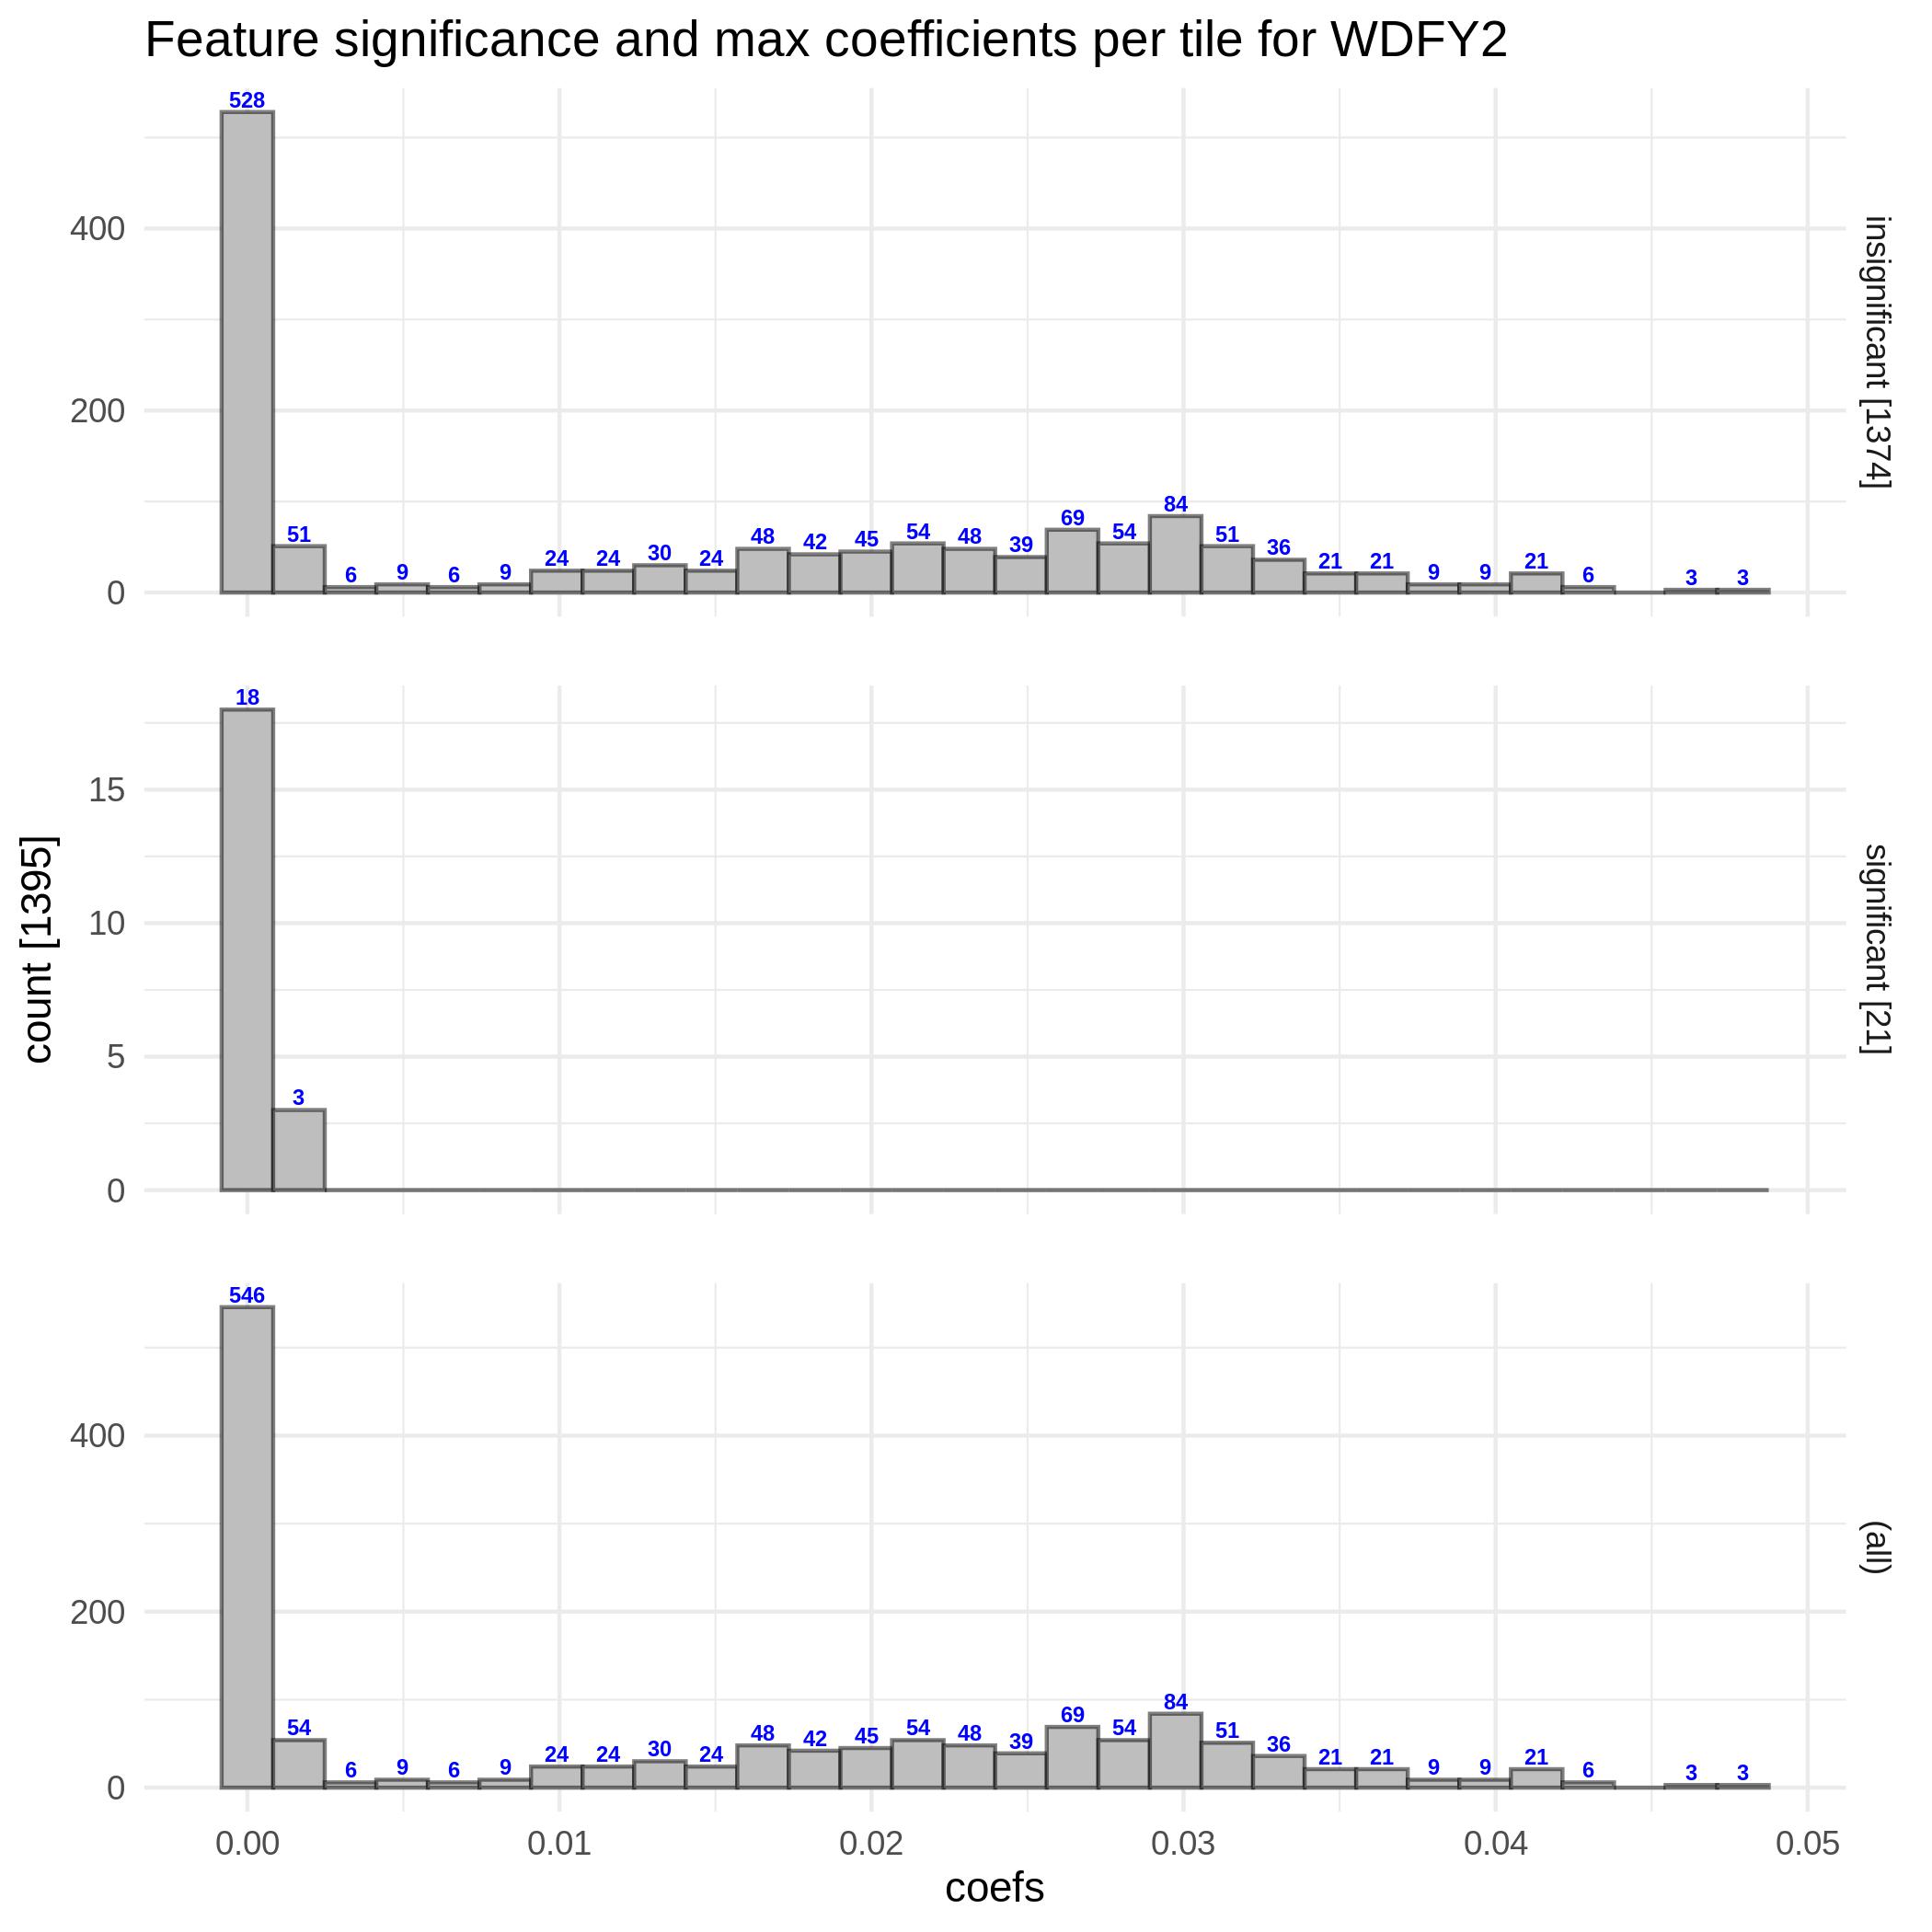 Feature significance and max coefficients per tile for WDFY2
528
51 6 9 6 9 24 24 30 24 48 42 45 54 48 39 69 54 84 51 36 21 21 9 9 21 6 3 3
400
200
0
insignificant [1374]
18
3
15
10
5
0
significant [21]
count [1395]
546
54 6 9 6 9 24 24 30 24 48 42 45 54 48 39 69 54 84 51 36 21 21 9 9 21 6 3 3
400
200
0
(all)
0.00 0.01 0.02 0.03 0.04 0.05
coefs